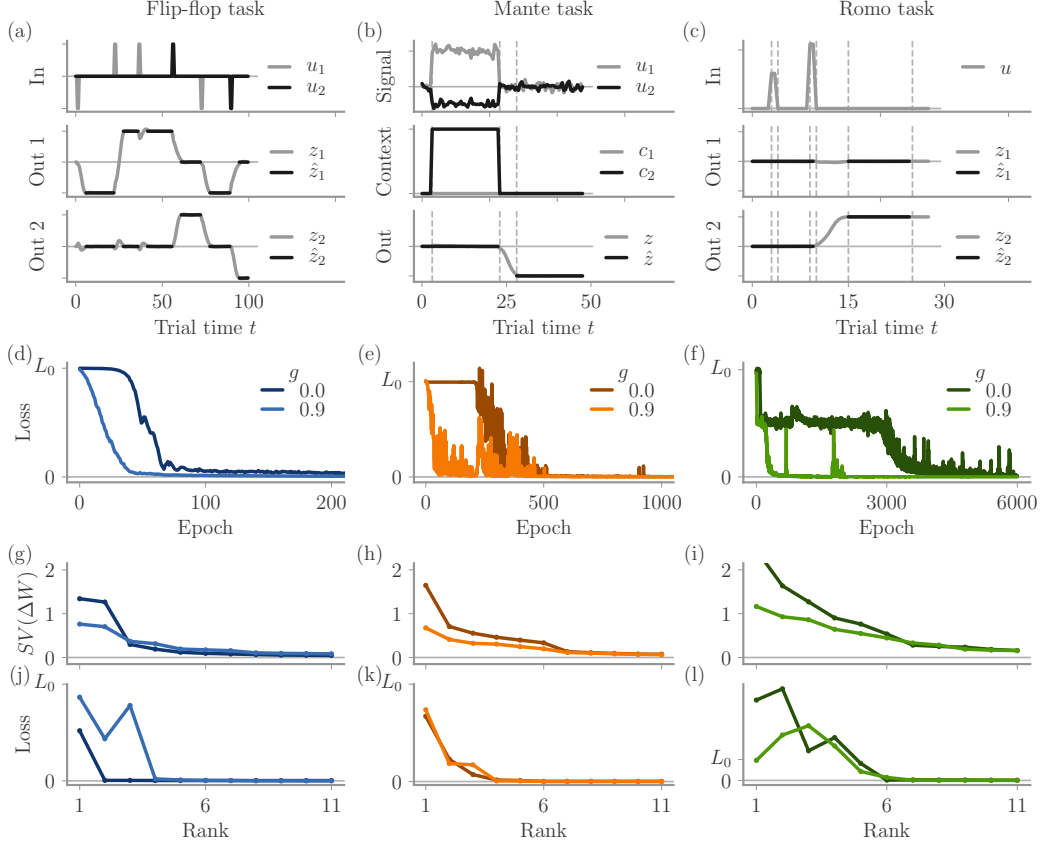 Flip-flop task
Mante task
Romo task
(a)
(b)
(c)
In
u₁
u₂
Signal
u₁
u₂
In
u
Out 1
z₁
ẑ₁
Context
c₁
c₂
Out 1
z₁
ẑ₁
Out 2
z₂
ẑ₂
Out
z
ẑ
Out 2
z₂
ẑ₂
0 50 100
0 25 50
0 15 30
Trial time t
Trial time t
Trial time t
(d)
(e)
(f)
L₀
g
0.0
0.9
L₀
g
0.0
0.9
L₀
g
0.0
0.9
Loss
0
0
0
0 100 200
0 500 1000
0 3000 6000
Epoch
Epoch
Epoch
(g)
(h)
(i)
SV(ΔW)
2
1
0
2
1
0
2
1
0
(j)
(k)
(l)
Loss
L₀
0
L₀
0
L₀
0
1 6 11
1 6 11
1 6 11
Rank
Rank
Rank